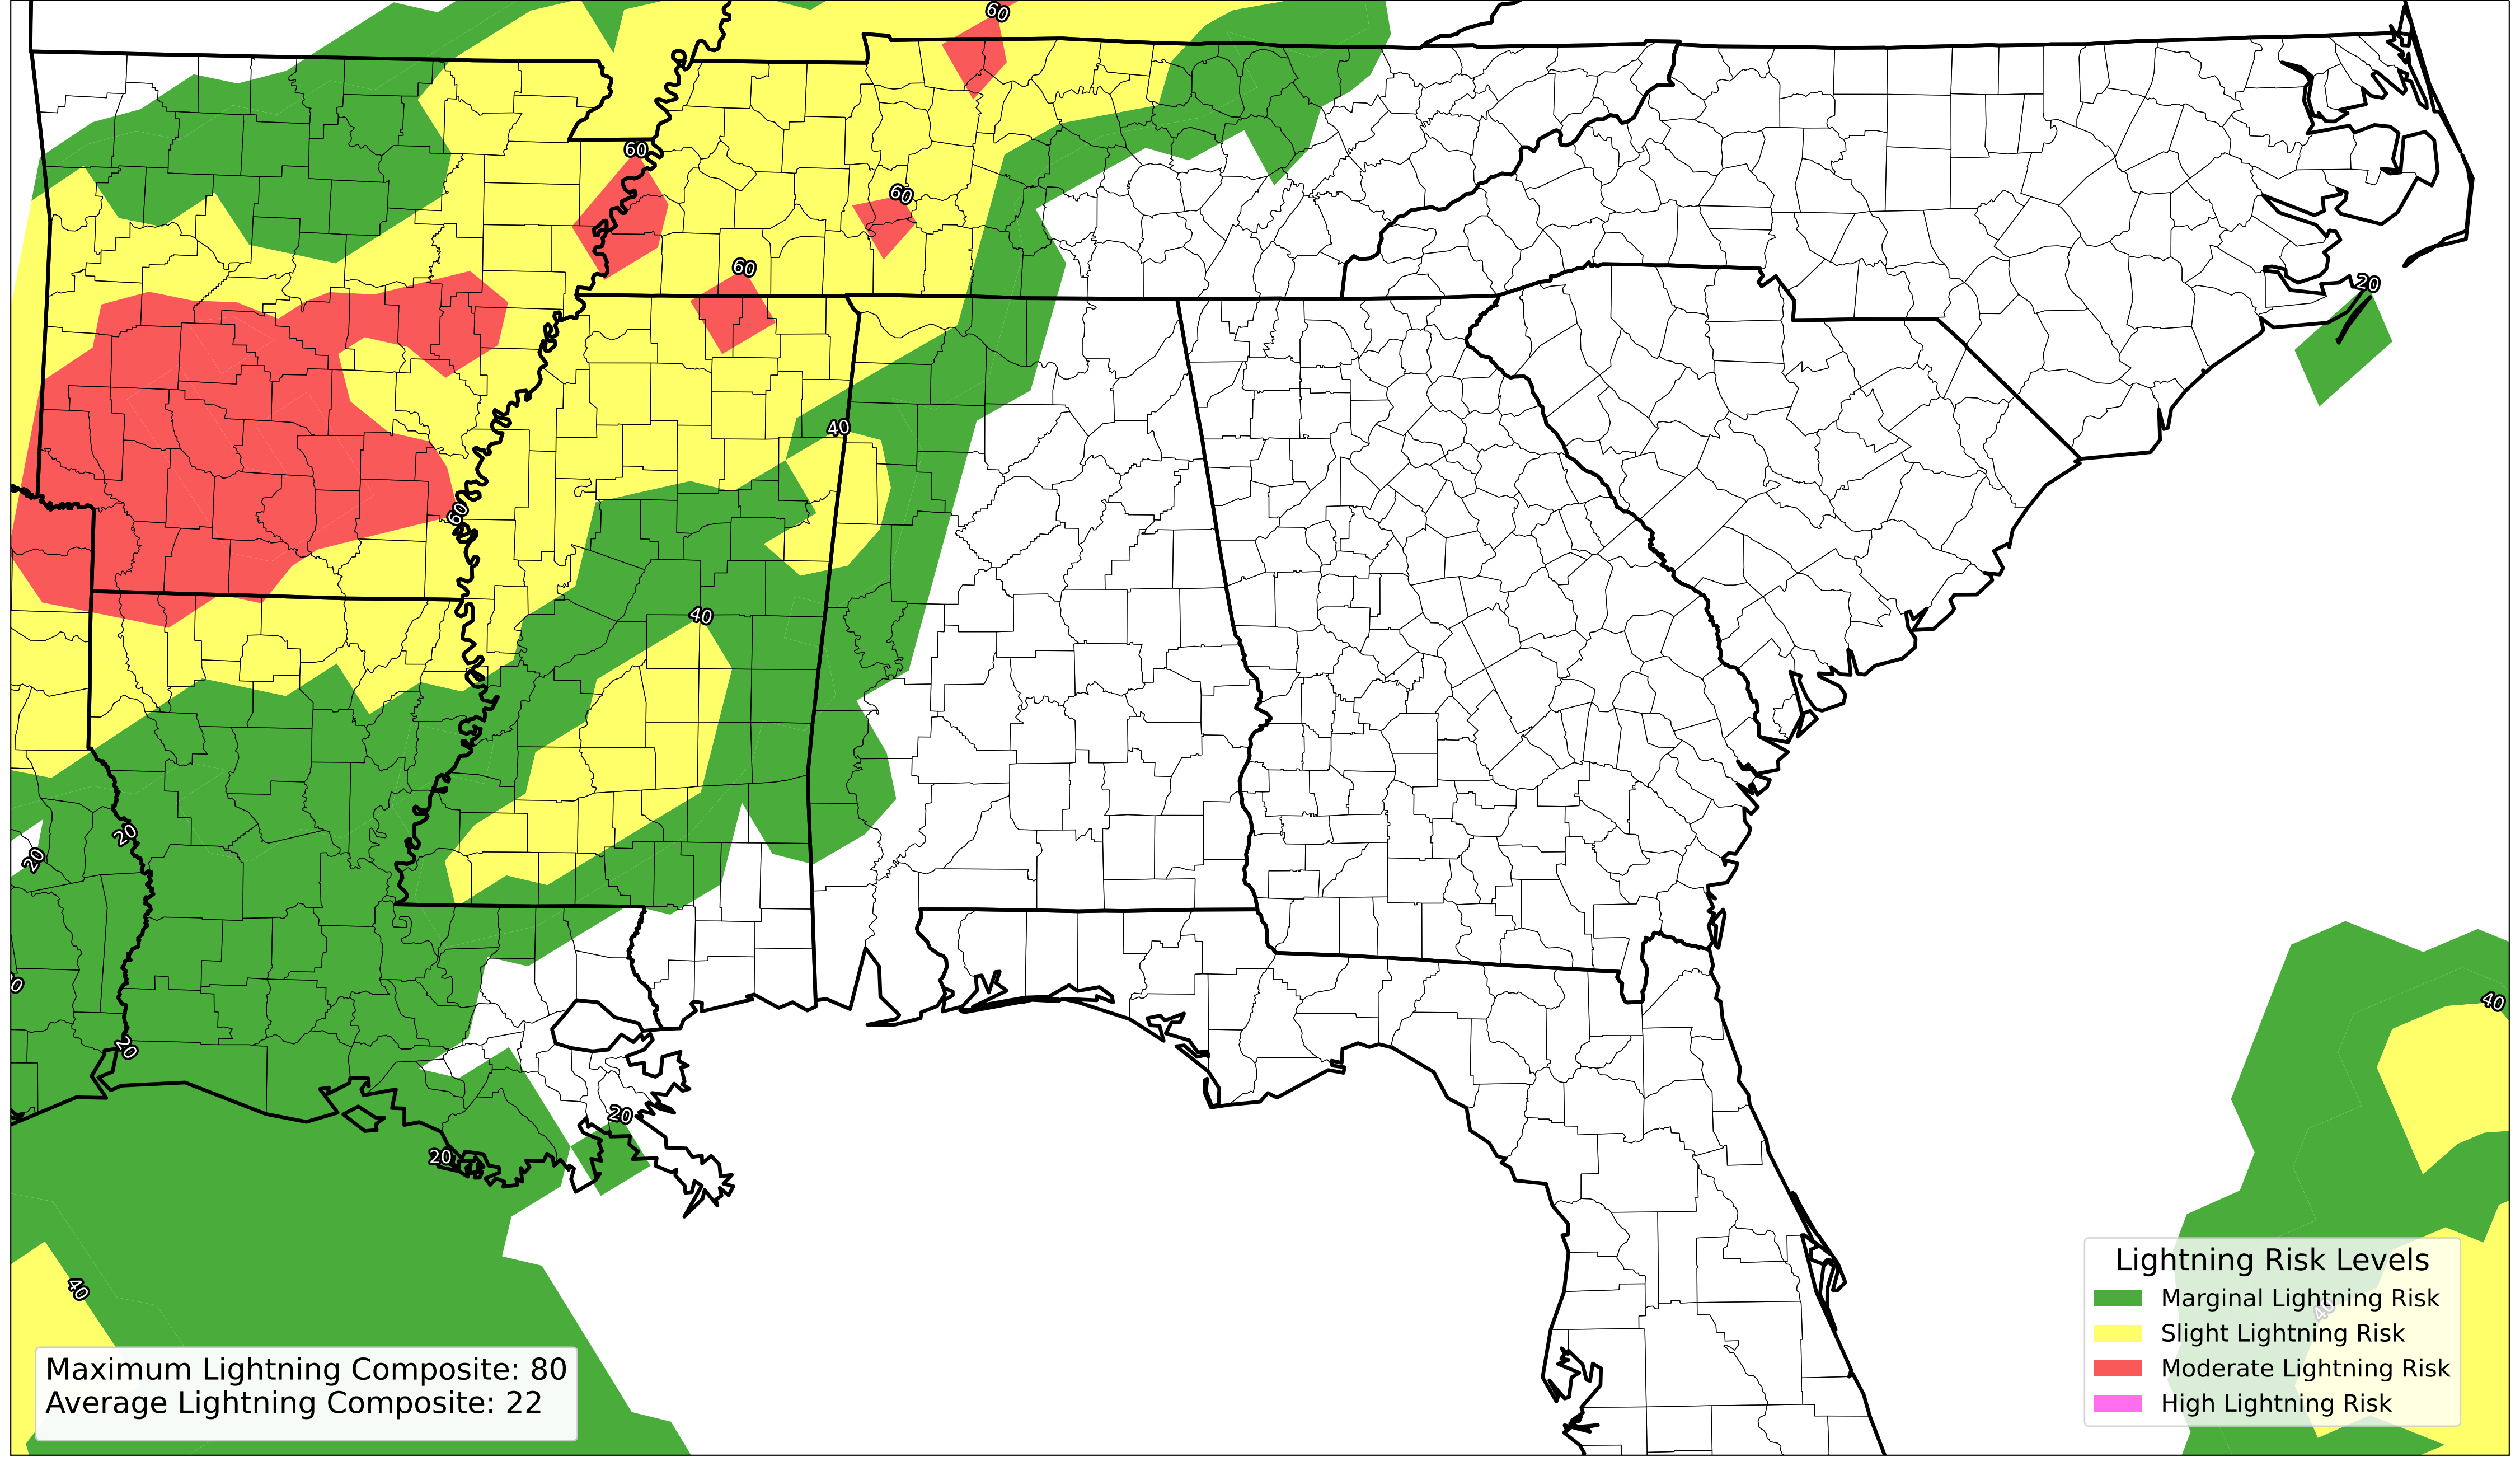 60
60
60
60
20
40
60
40
20
20
40
20
20
20
40
Lightning Risk Levels
Marginal Lightning Risk
Slight Lightning Risk
Moderate Lightning Risk
High Lightning Risk
Maximum Lightning Composite: 80
Average Lightning Composite: 22